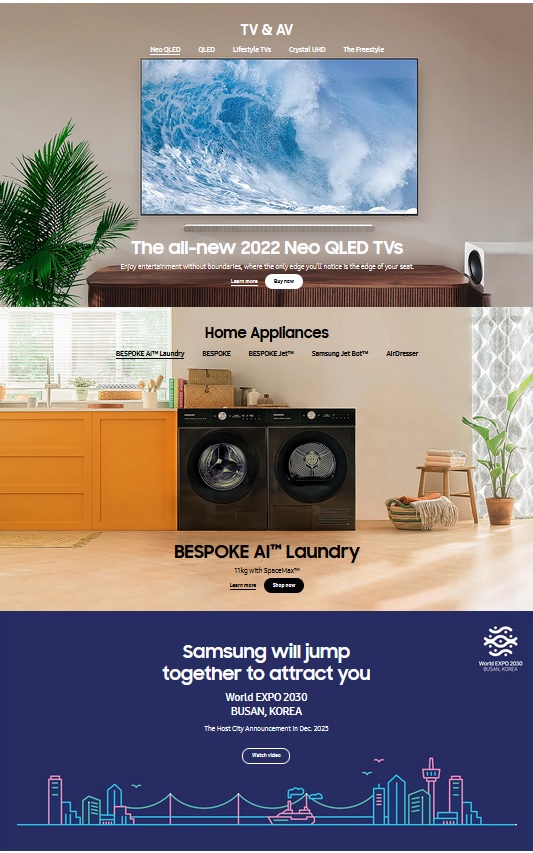 TV & AV
Neo QLED QLED Lifestyle TVs Crystal UHD The Freestyle
The all-new 2022 Neo QLED TVs
Enjoy entertainment without boundaries, where the only edge you'll notice is the edge of your seat.
Learn more Buy now
Home Appliances
BESPOKE AI™ Laundry BESPOKE BESPOKE Jet™ Samsung Jet Bot™ AirDresser
BESPOKE AI™ Laundry
11kg with SpaceMax™
Learn more Shop now
Samsung will jump
together to attract you
World EXPO 2030
BUSAN, KOREA
The Host City Announcement in Dec. 2023
Watch video
World EXPO 2030
BUSAN, KOREA